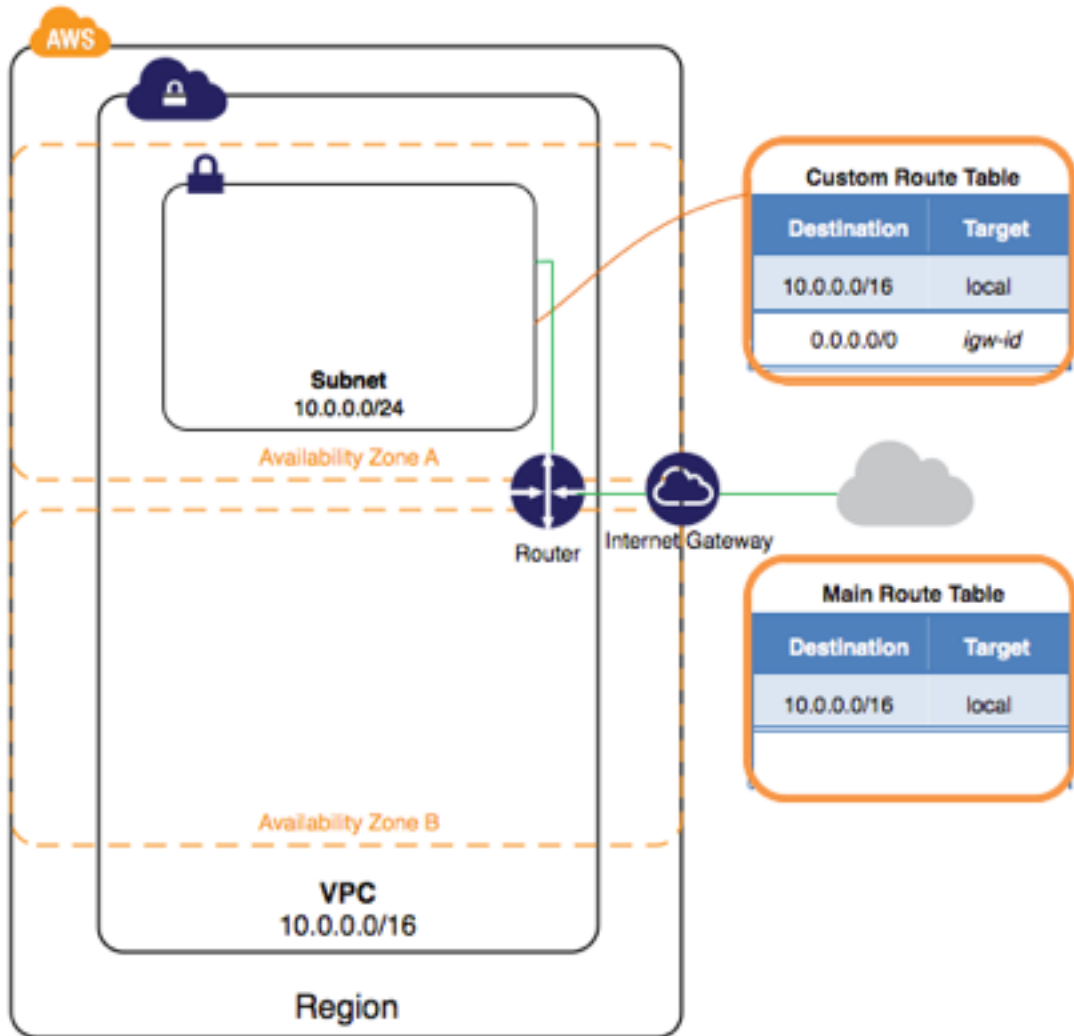 AWS
Custom Route Table
Destination Target
10.0.0.0/16 local
0.0.0.0/0 igw-id
Subnet
10.0.0.0/24
Availability Zone A
Router
Internet Gateway
Main Route Table
Destination Target
10.0.0.0/16 local
Availability Zone B
VPC
10.0.0.0/16
Region